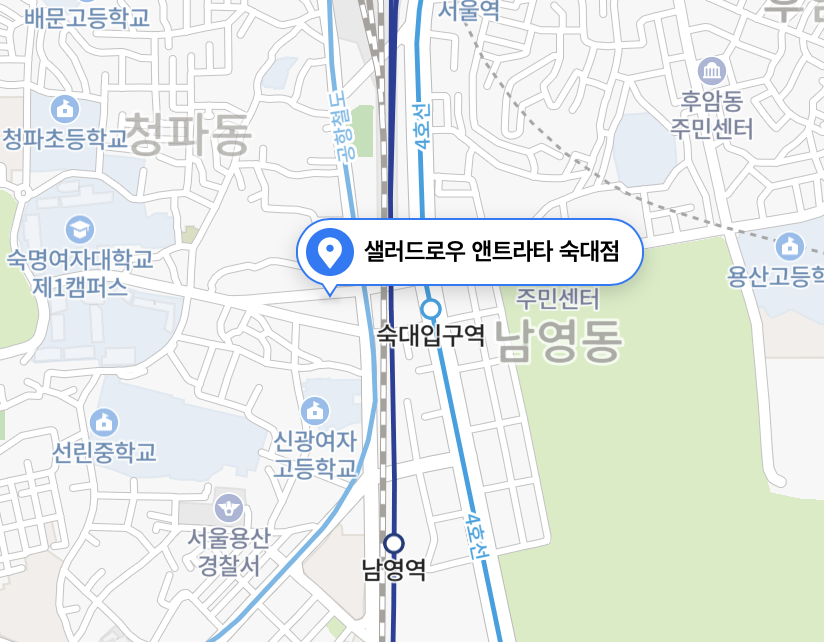 배문고등학교
서울역
후암동
주민센터
청파초등학교
청파동
공항철도
4호선
숙명여자대학교
제1캠퍼스
샐러드로우 앤트라타 숙대점
용산고등학
주민센터
숙대입구역
남영동
선린중학교
신광여자
고등학교
서울용산
경찰서
4호선
남영역